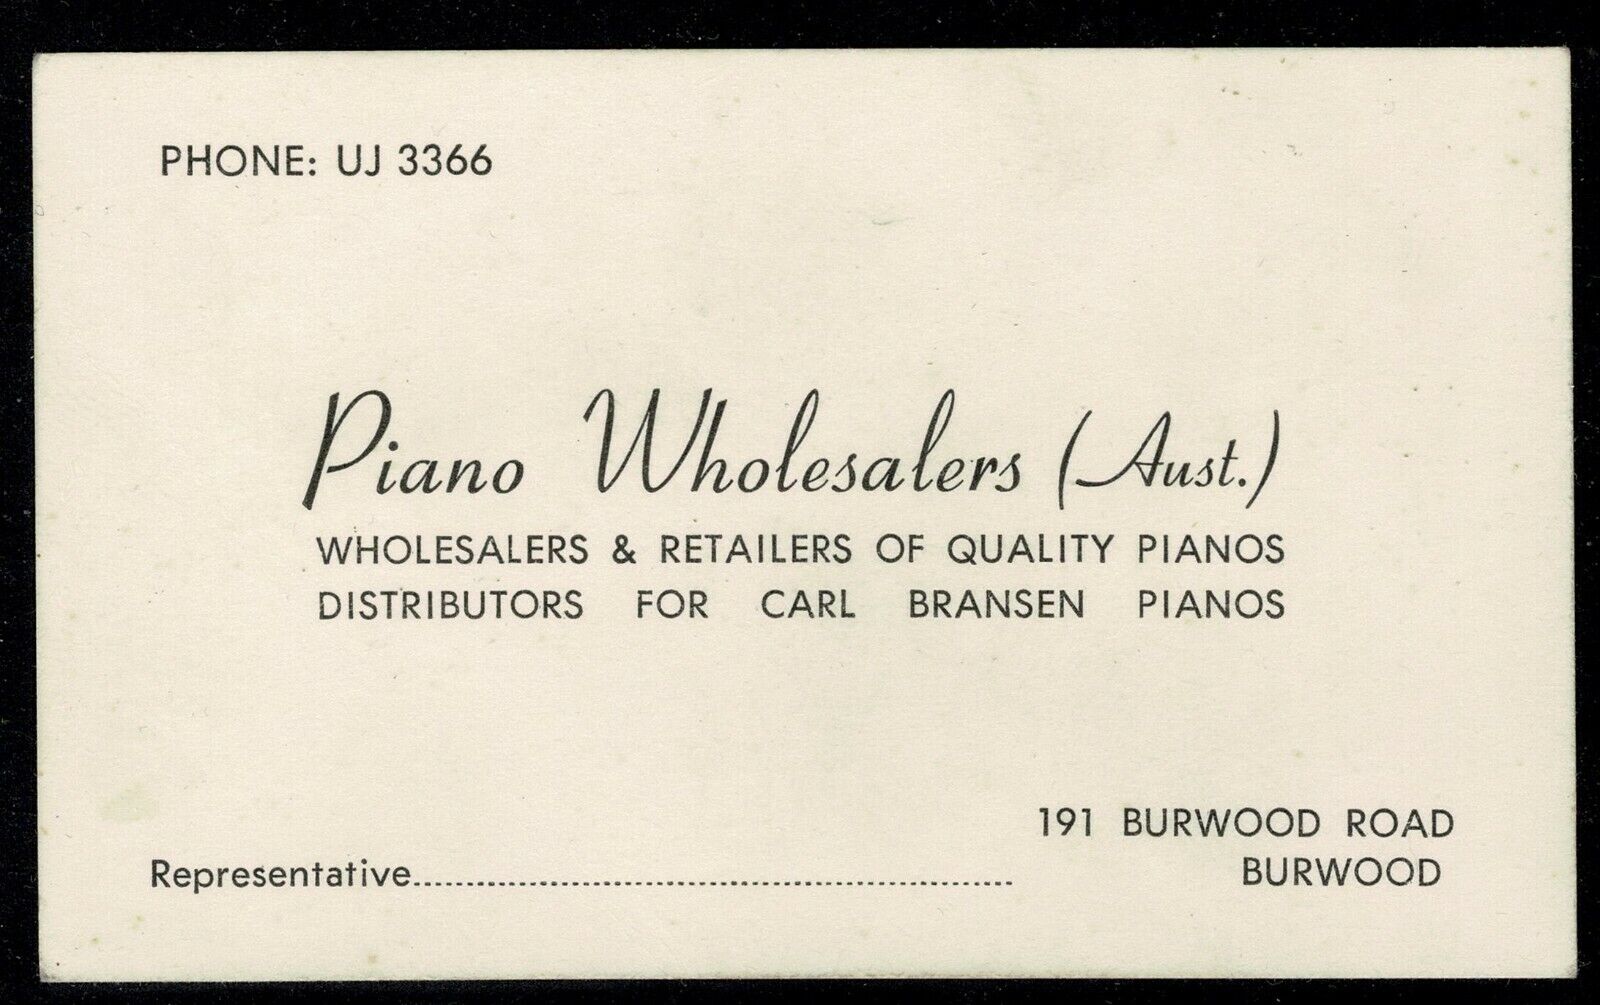 PHONE: UJ 3366
Piano Wholesalers (Aust.)
WHOLESALERS & RETAILERS OF QUALITY PIANOS
DISTRIBUTORS FOR CARL BRANSEN PIANOS
191 BURWOOD ROAD
BURWOOD
Representative..........................................................